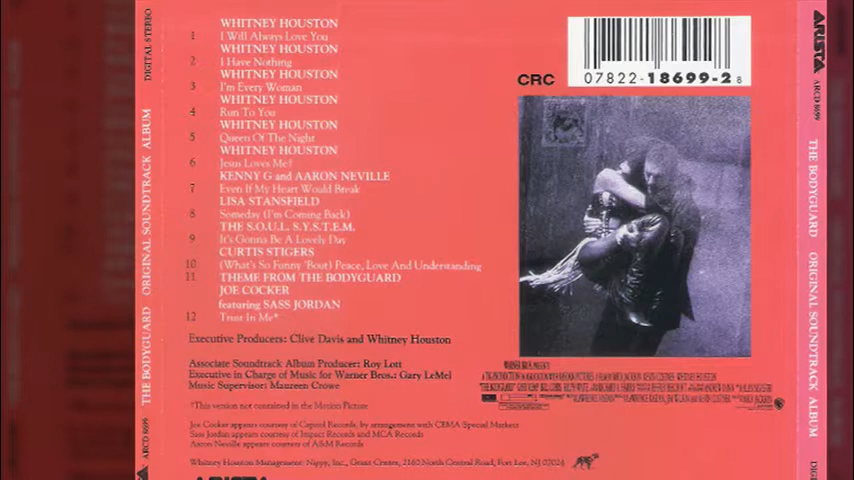 WHITNEY HOUSTON
1 I Will Always Love You
WHITNEY HOUSTON
2 I Have Nothing
WHITNEY HOUSTON
3 I'm Every Woman
WHITNEY HOUSTON
4 Run To You
WHITNEY HOUSTON
5 Queen Of The Night
WHITNEY HOUSTON
6 Jesus Loves Me†
KENNY G and AARON NEVILLE
7 Even If My Heart Would Break
LISA STANSFIELD
8 Someday (I'm Coming Back)
THE S.O.U.L. S.Y.S.T.E.M.
9 It's Gonna Be A Lovely Day
CURTIS STIGERS
10 (What's So Funny 'Bout) Peace, Love And Understanding
11 THEME FROM THE BODYGUARD
JOE COCKER
featuring SASS JORDAN
12 Trust In Me*
Executive Producers: Clive Davis and Whitney Houston
Associate Soundtrack Album Producer: Roy Lott
Executive in Charge of Music for Warner Bros.: Gary LeMel
Music Supervisor: Maureen Crowe
*This version not contained in the Motion Picture
Joe Cocker appears courtesy of Capitol Records, by arrangement with CEMA Special Markets
Sass Jordan appears courtesy of Impact Records and MCA Records
Aaron Neville appears courtesy of A&M Records
Whitney Houston Management: Nippy, Inc., Grant Center, 2160 North Central Road, Fort Lee, NJ 07024
ARISTA
CRC
07822-18699-2 8
DIGITAL STEREO
THE BODYGUARD ORIGINAL SOUNDTRACK ALBUM
ARCD 8699
ARISTA
ARCD 8699
THE BODYGUARD ORIGINAL SOUNDTRACK ALBUM